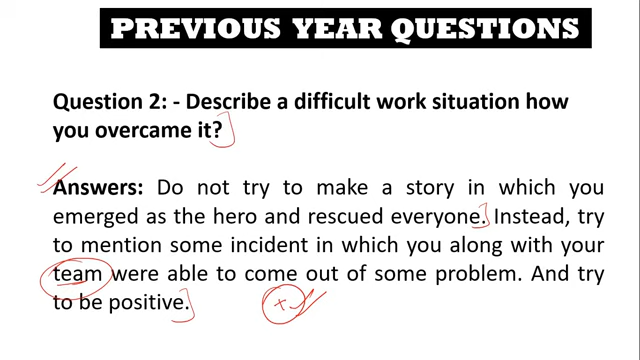 PREVIOUS YEAR QUESTIONS
Question 2: - Describe a difficult work situation how
you overcame it?
Answers: Do not try to make a story in which you
emerged as the hero and rescued everyone. Instead, try
to mention some incident in which you along with your
team were able to come out of some problem. And try
to be positive.
+